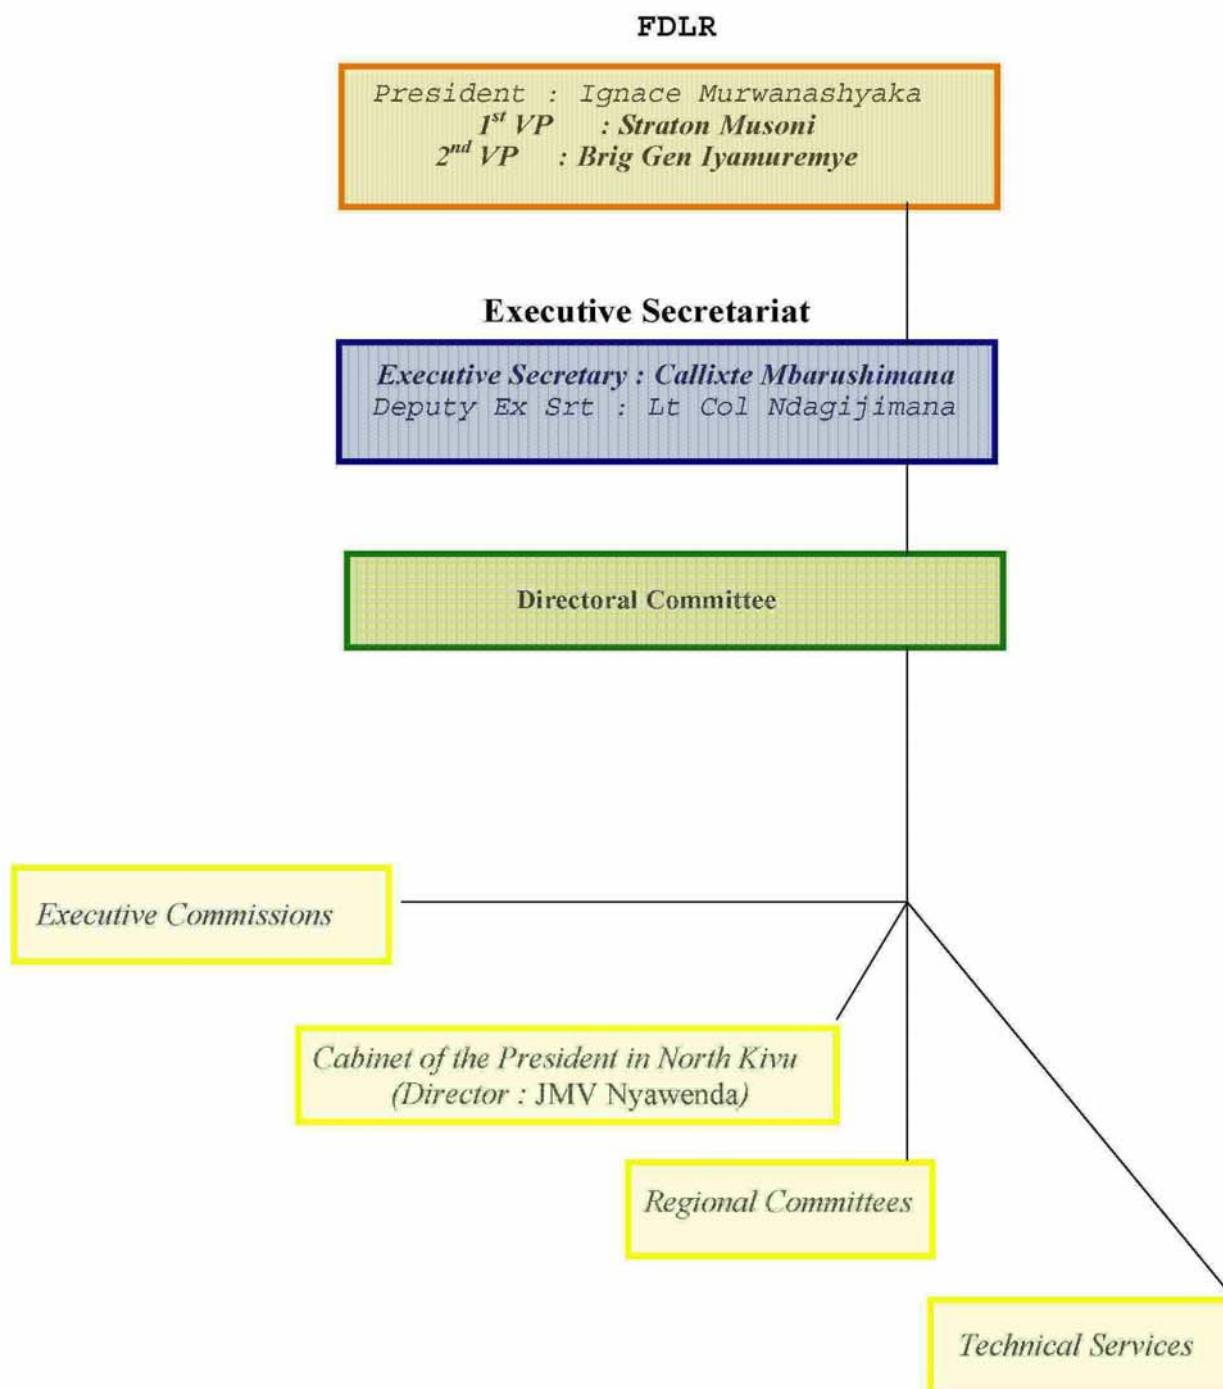 FDLR
President : Ignace Murwanashyaka
1st VP : Straton Musoni
2nd VP : Brig Gen Iyamuremye
Executive Secretariat
Executive Secretary : Callixte Mbarushimana
Deputy Ex Srt : Lt Col Ndagijimana
Directoral Committee
Executive Commissions
Cabinet of the President in North Kivu
(Director : JMV Nyawenda)
Regional Committees
Technical Services